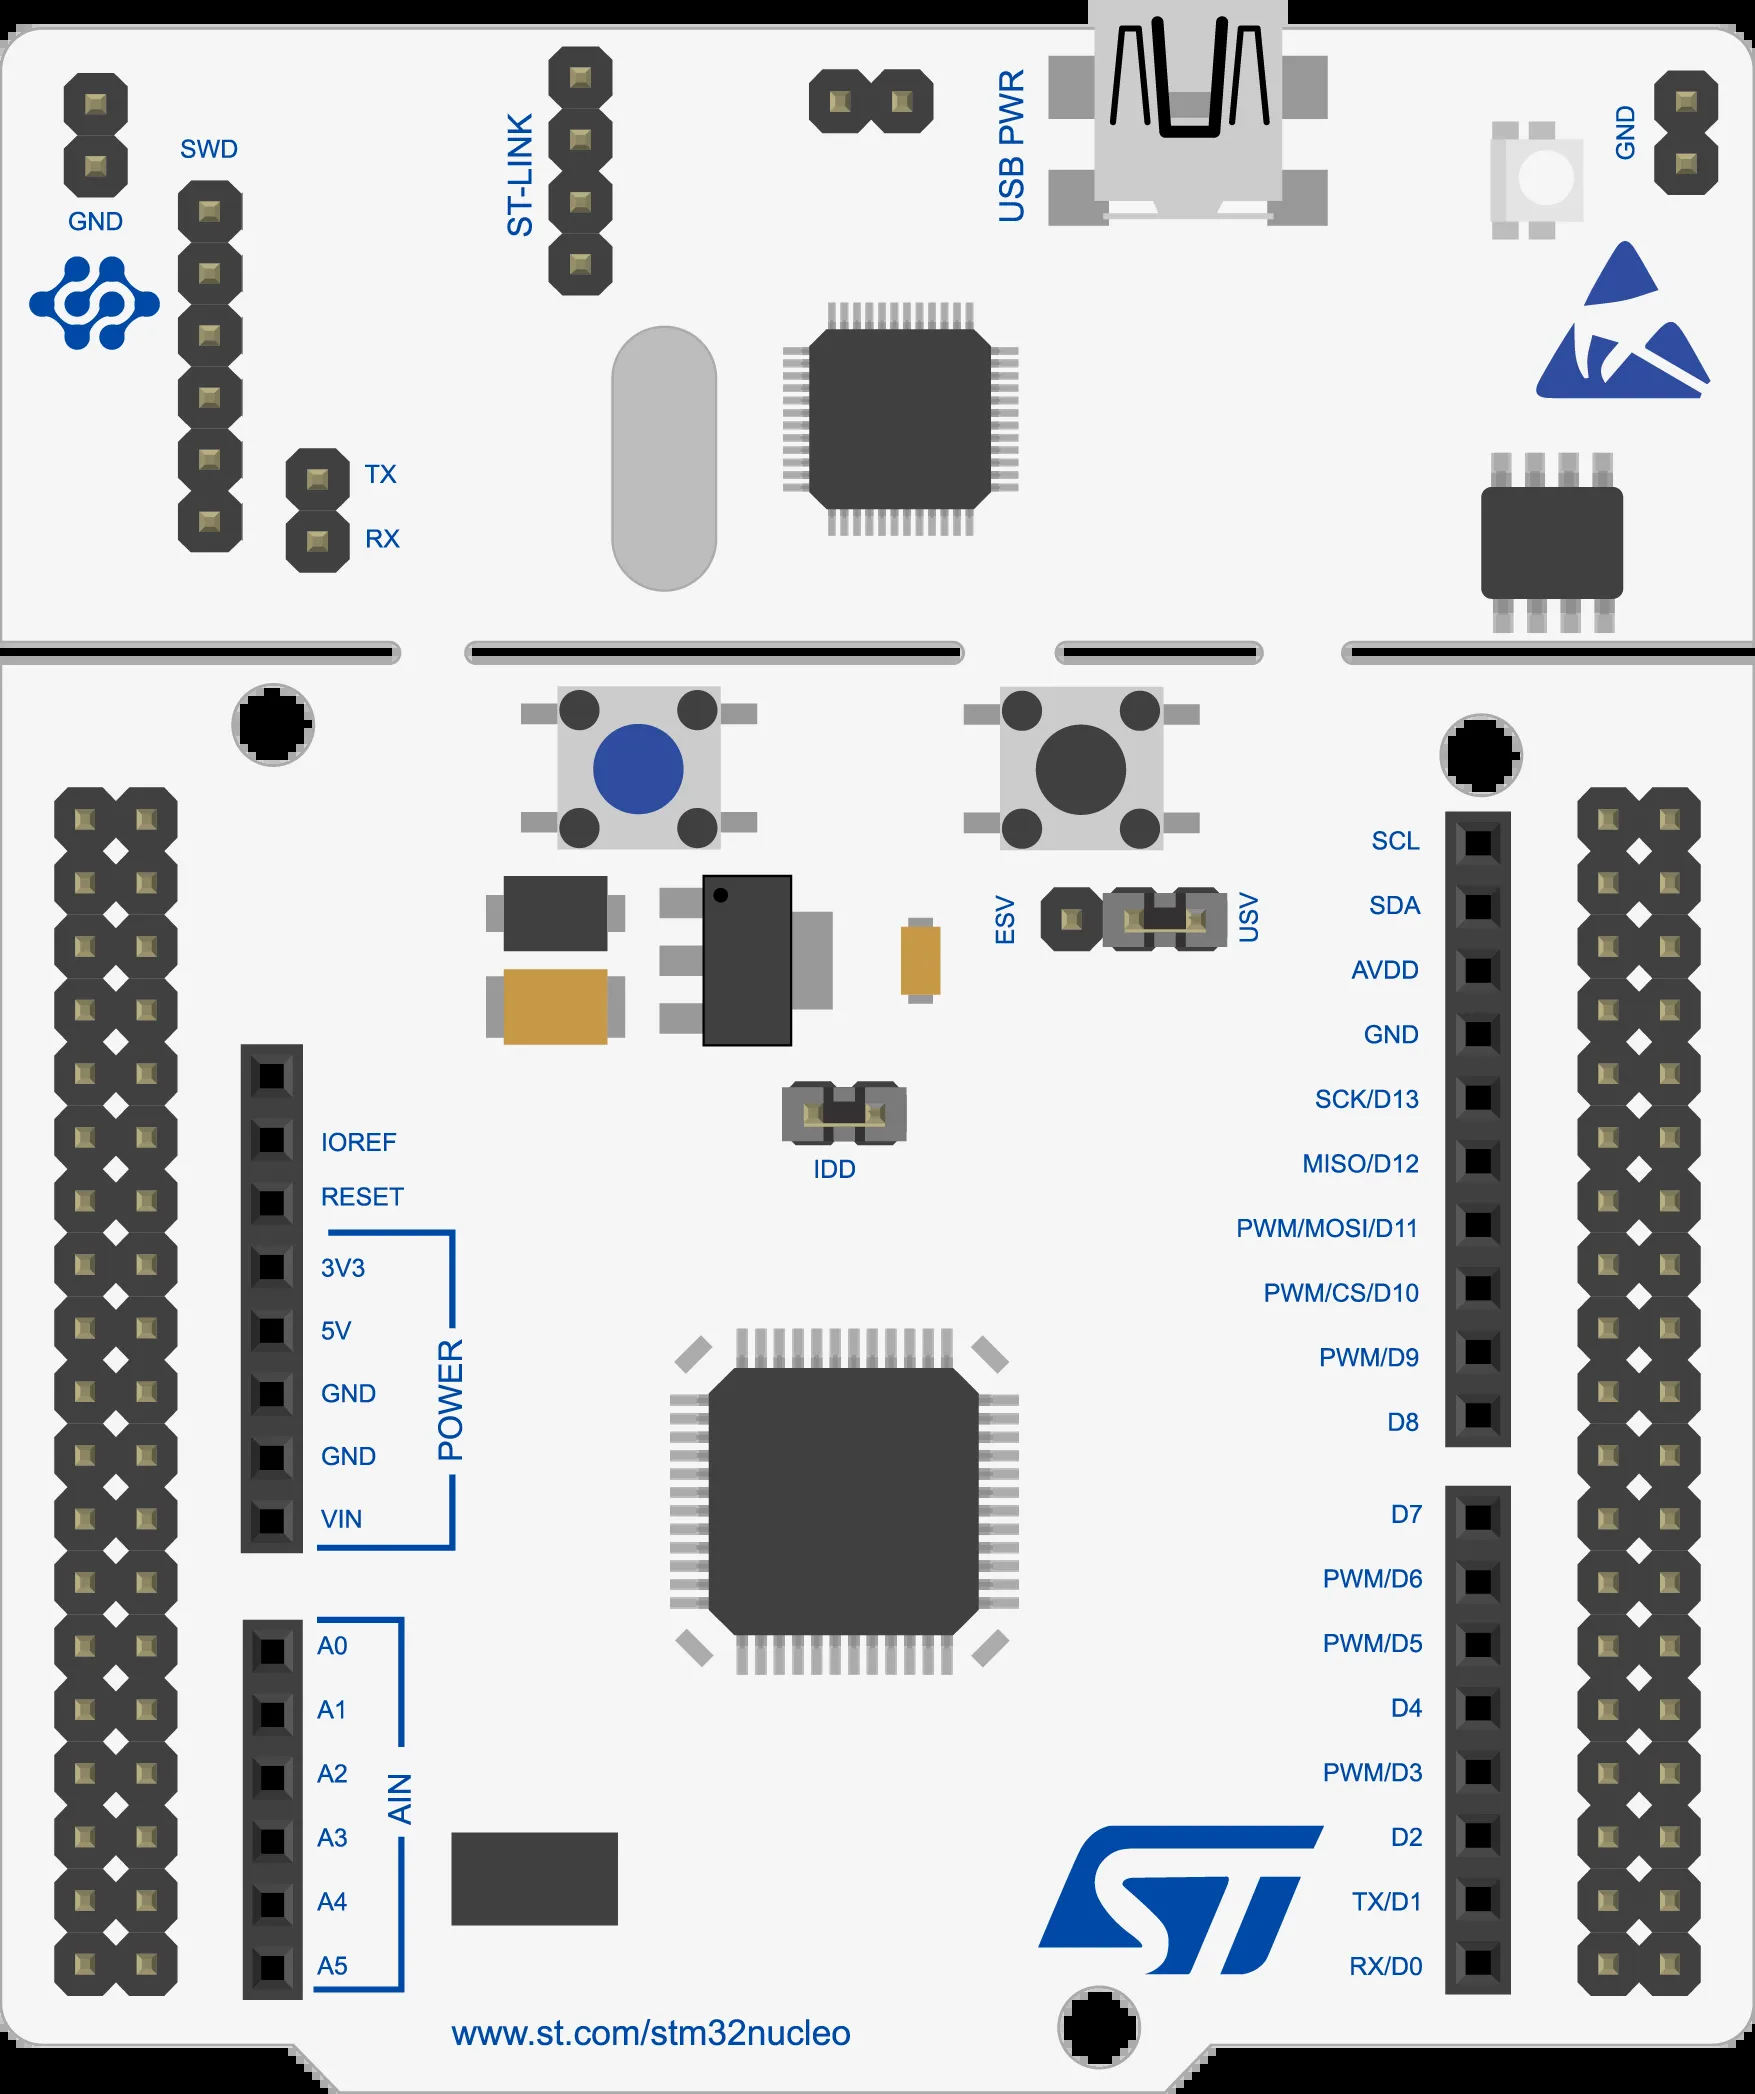 USB PWR
GND
SWD
ST-LINK
GND
TX
RX
SCL
ESV
USV
SDA
AVDD
GND
SCK/D13
IOREF
MISO/D12
IDD
RESET
PWM/MOSI/D11
3V3
PWM/CS/D10
5V
PWM/D9
GND
POWER
D8
GND
VIN
D7
PWM/D6
A0
PWM/D5
A1
D4
A2
PWM/D3
AIN
A3
D2
A4
TX/D1
ST
A5
RX/D0
www.st.com/stm32nucleo